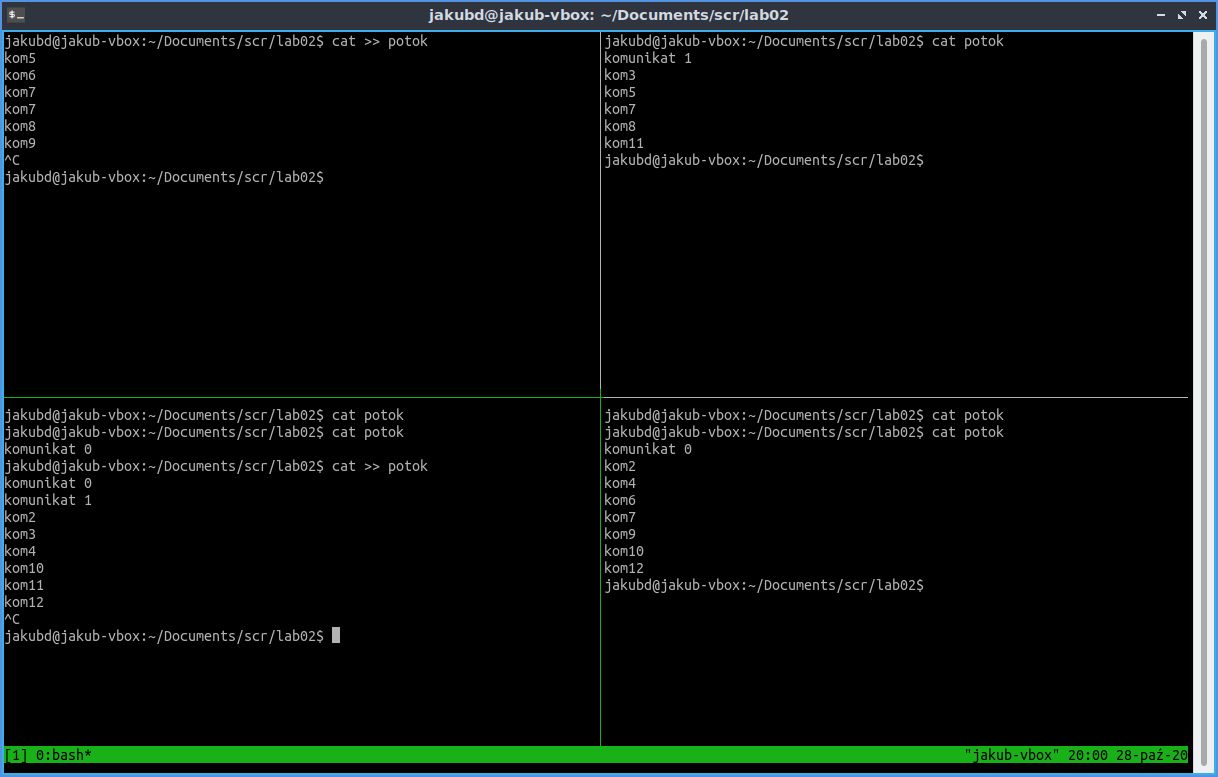 jakubd@jakub-vbox: ~/Documents/scr/lab02
jakubd@jakub-vbox:~/Documents/scr/lab02$ cat >> potok
kom5
kom6
kom7
kom7
kom8
kom9
^C
jakubd@jakub-vbox:~/Documents/scr/lab02$
jakubd@jakub-vbox:~/Documents/scr/lab02$ cat potok
komunikat 1
kom3
kom5
kom7
kom8
kom11
jakubd@jakub-vbox:~/Documents/scr/lab02$
jakubd@jakub-vbox:~/Documents/scr/lab02$ cat potok
jakubd@jakub-vbox:~/Documents/scr/lab02$ cat potok
komunikat 0
jakubd@jakub-vbox:~/Documents/scr/lab02$ cat >> potok
komunikat 0
komunikat 1
kom2
kom3
kom4
kom10
kom11
kom12
^C
jakubd@jakub-vbox:~/Documents/scr/lab02$
jakubd@jakub-vbox:~/Documents/scr/lab02$ cat potok
jakubd@jakub-vbox:~/Documents/scr/lab02$ cat potok
komunikat 0
kom2
kom4
kom6
kom7
kom9
kom10
kom12
jakubd@jakub-vbox:~/Documents/scr/lab02$
[1] 0:bash* "jakub-vbox" 20:00 28-paź-20